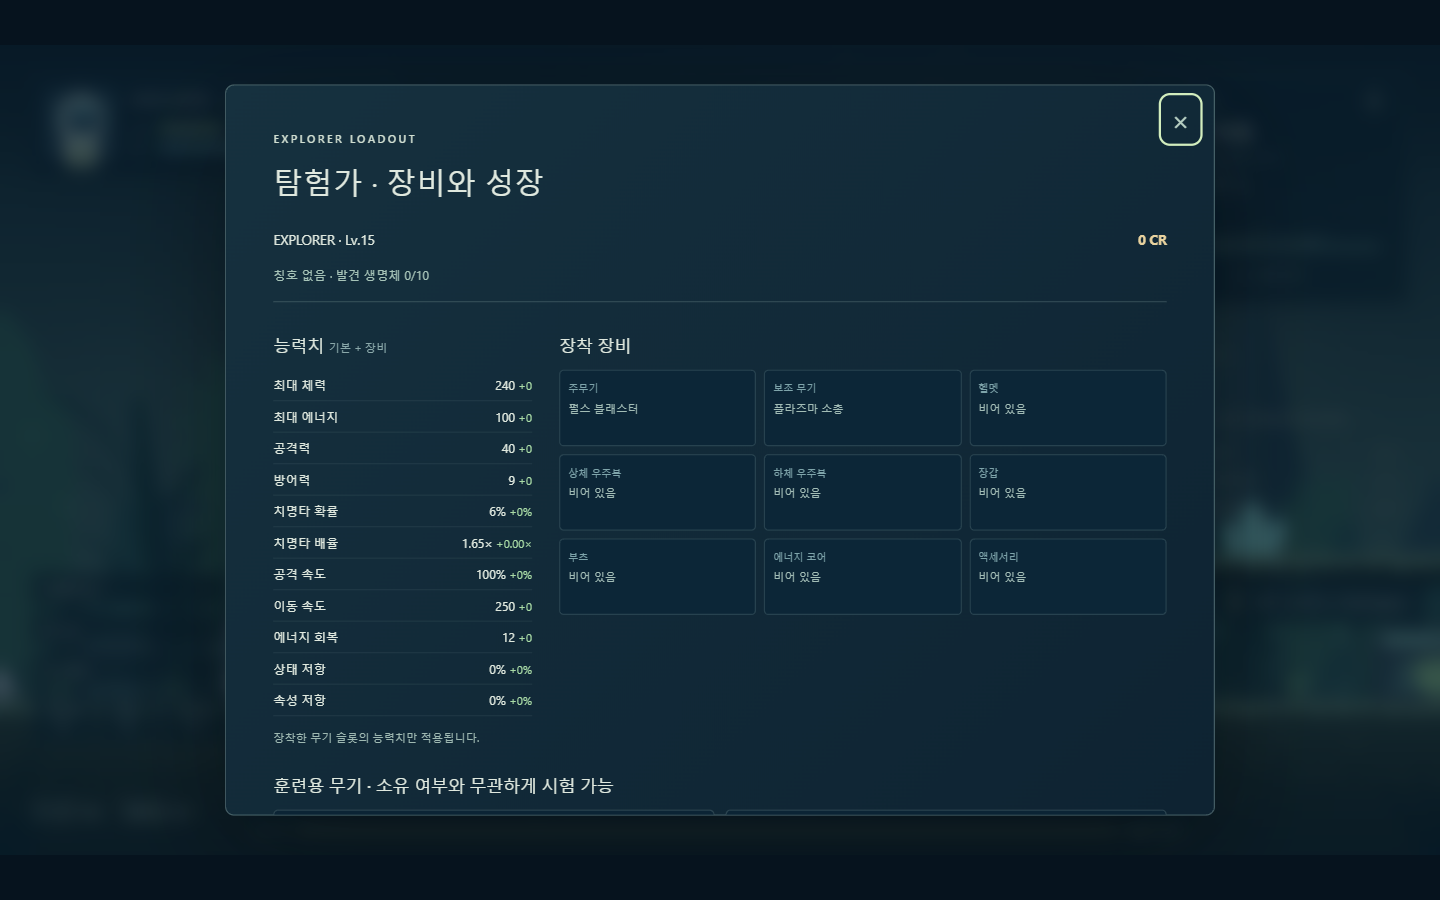 EXPLORER LOADOUT
×
탐험가 · 장비와 성장
EXPLORER · Lv.15
0 CR
칭호 없음 · 발견 생명체 0/10
능력치 기본 + 장비
최대 체력 240 +0
최대 에너지 100 +0
공격력 40 +0
방어력 9 +0
치명타 확률 6% +0%
치명타 배율 1.65× +0.00×
공격 속도 100% +0%
이동 속도 250 +0
에너지 회복 12 +0
상태 저항 0% +0%
속성 저항 0% +0%
장착한 무기 슬롯의 능력치만 적용됩니다.
장착 장비
주무기
펄스 블래스터
보조 무기
플라즈마 소총
헬멧
비어 있음
상체 우주복
비어 있음
하체 우주복
비어 있음
장갑
비어 있음
부츠
비어 있음
에너지 코어
비어 있음
액세서리
비어 있음
훈련용 무기 · 소유 여부와 무관하게 시험 가능